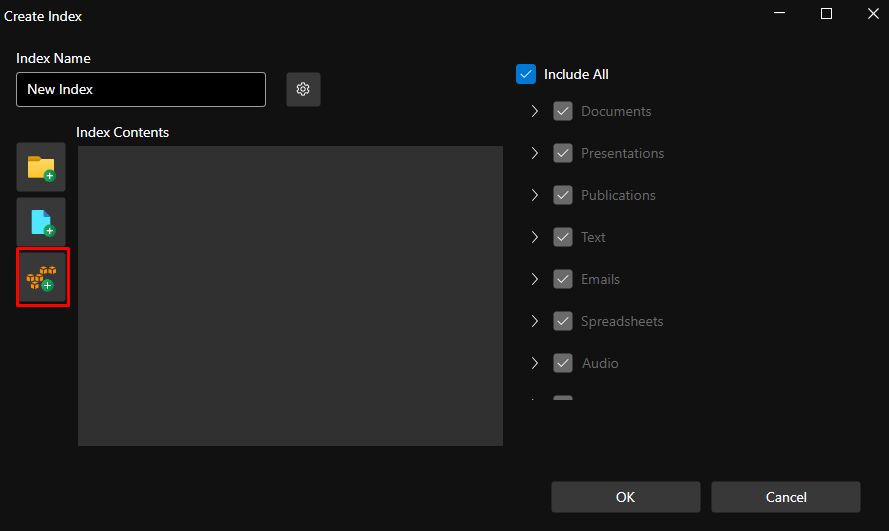 Create Index
Index Name
New Index
Index Contents
Include All
Documents
Presentations
Publications
Text
Emails
Spreadsheets
Audio
OK
Cancel